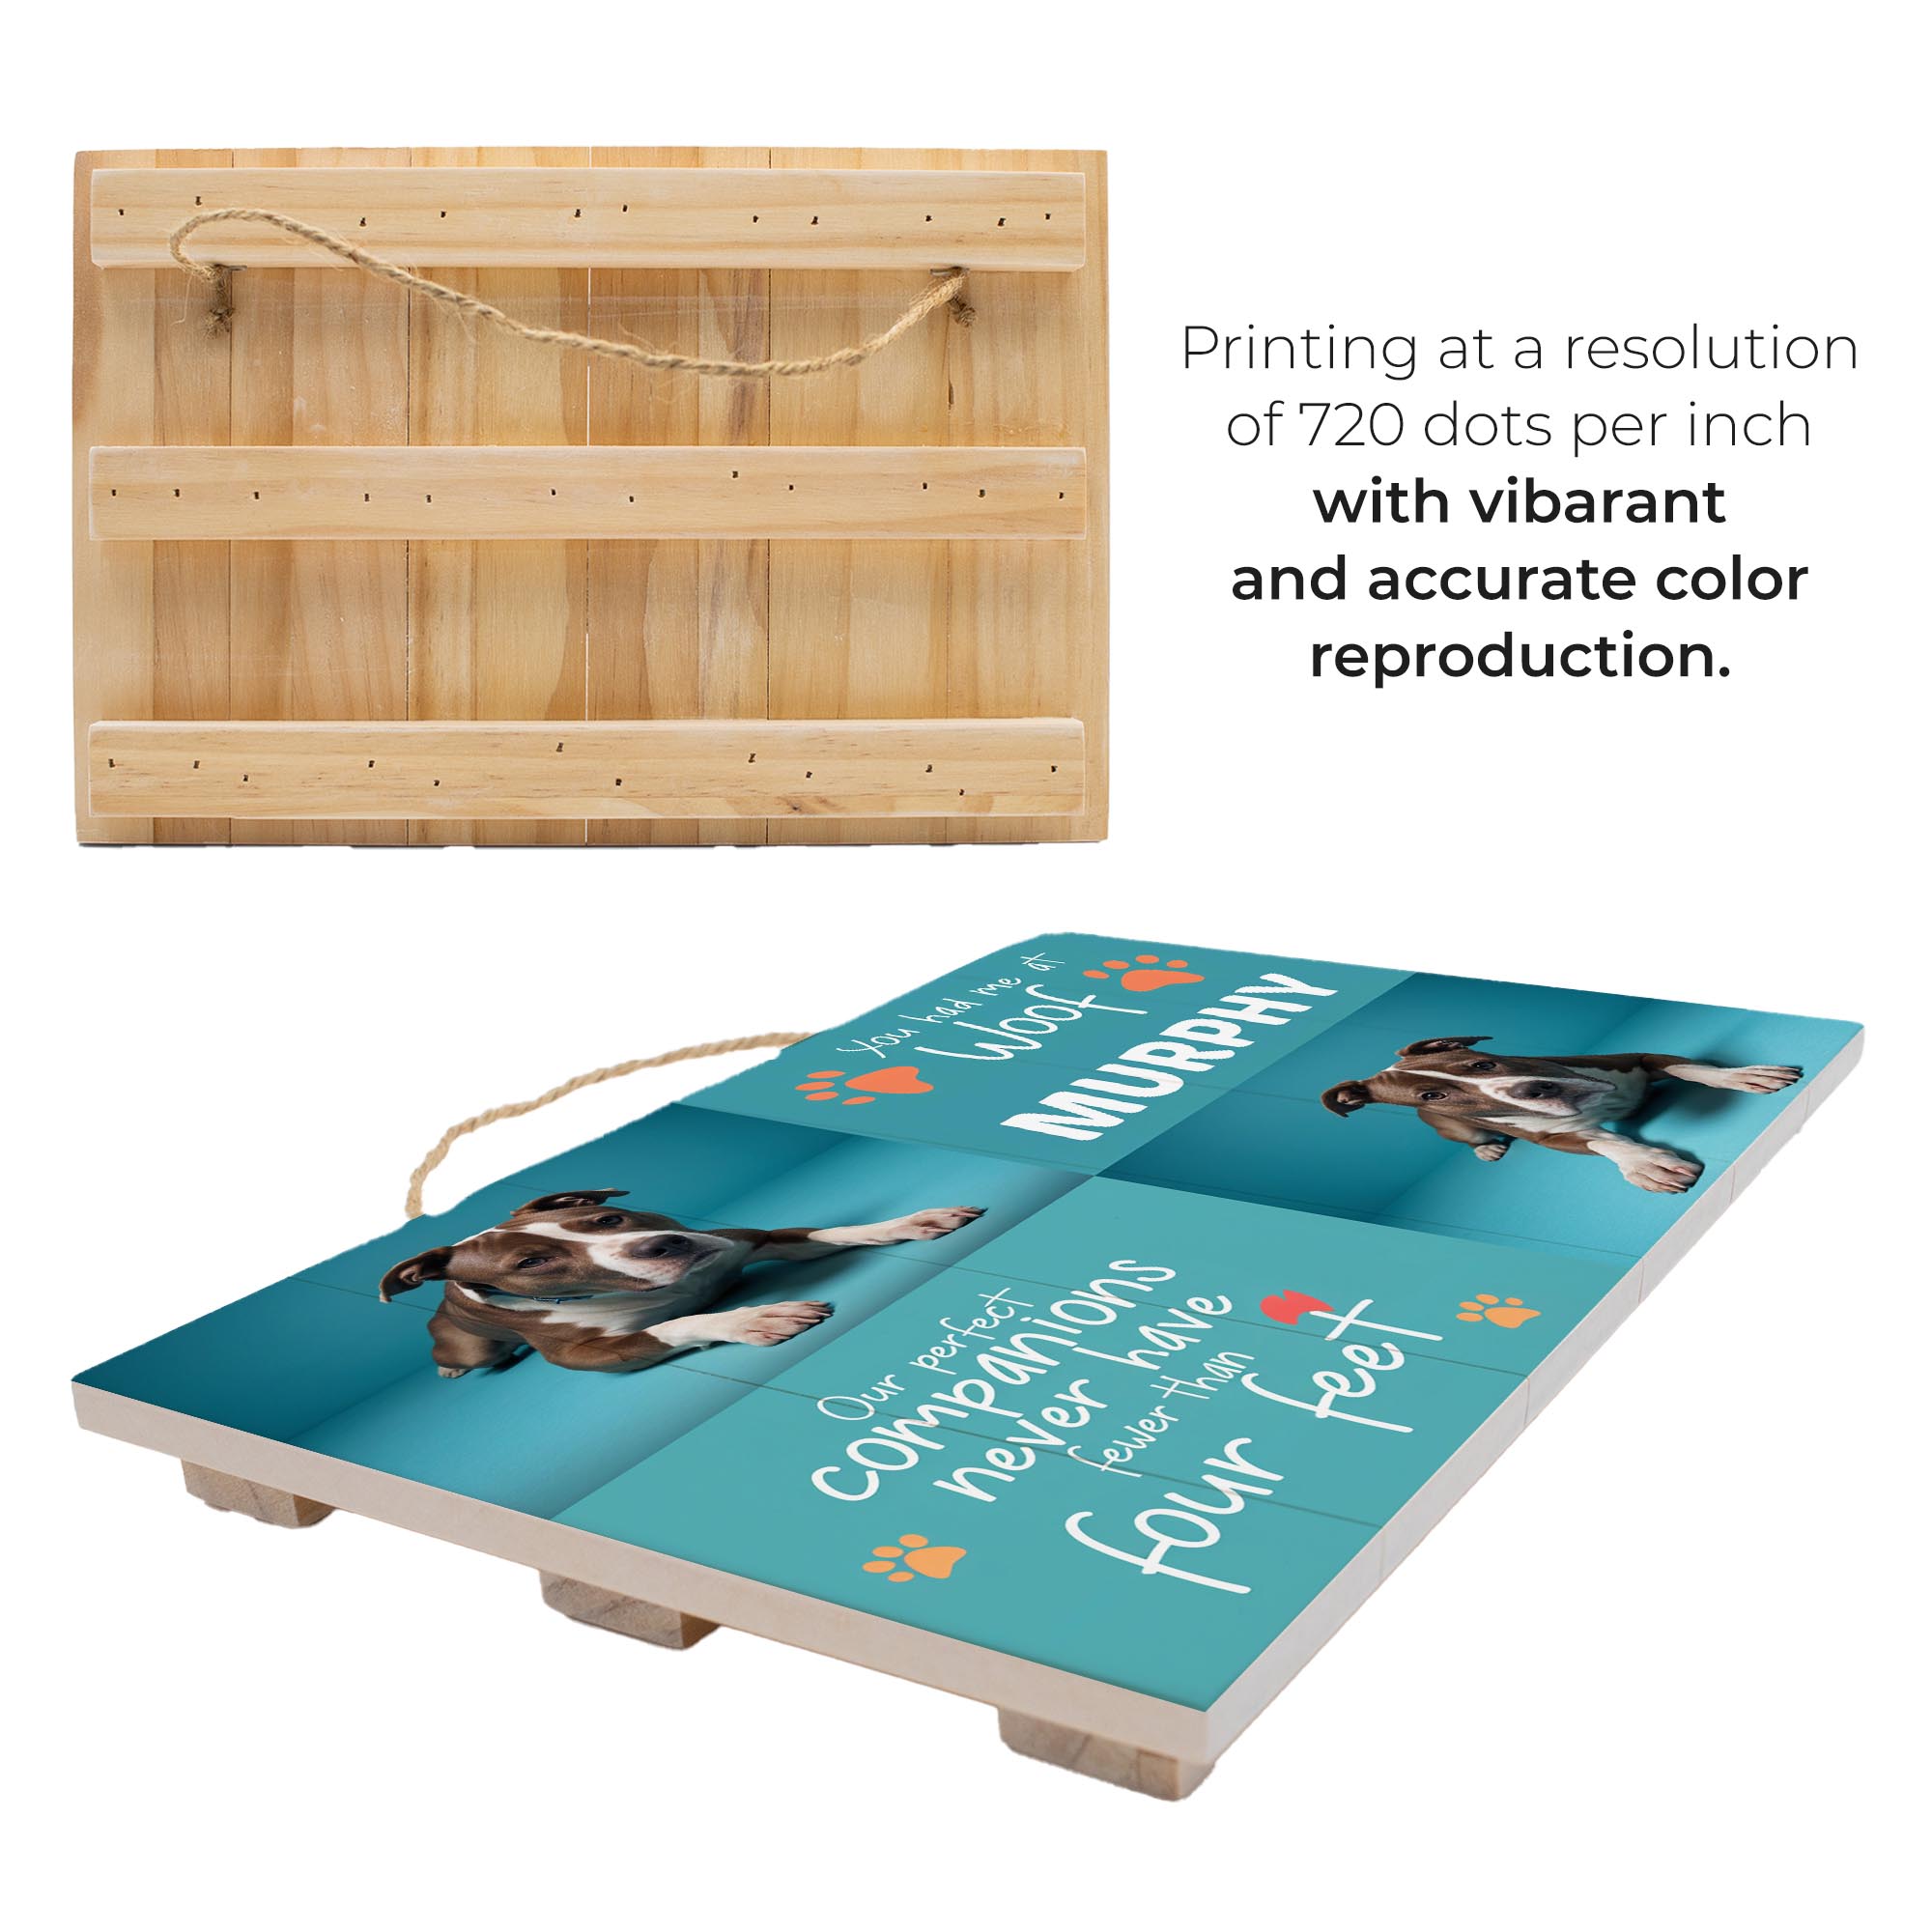 Printing at a resolution
of 720 dots per inch
with vibarant
and accurate color
reproduction.
You had me at
Woof
MURPHY
Our perfect
companions
never have
fewer than
four feet